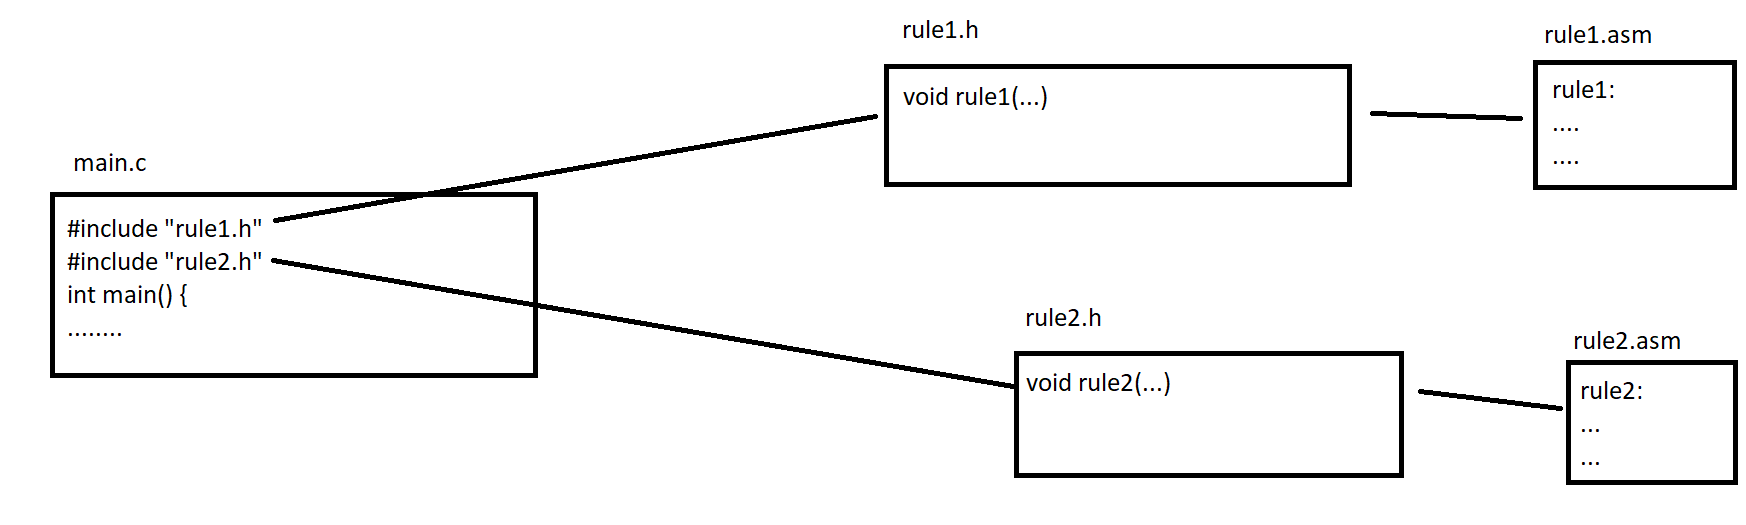 main.c
#include "rule1.h"
#include "rule2.h"
int main() {
........
rule1.h
void rule1(...)
rule1.asm
rule1:
....
....
rule2.h
void rule2(...)
rule2.asm
rule2:
...
...